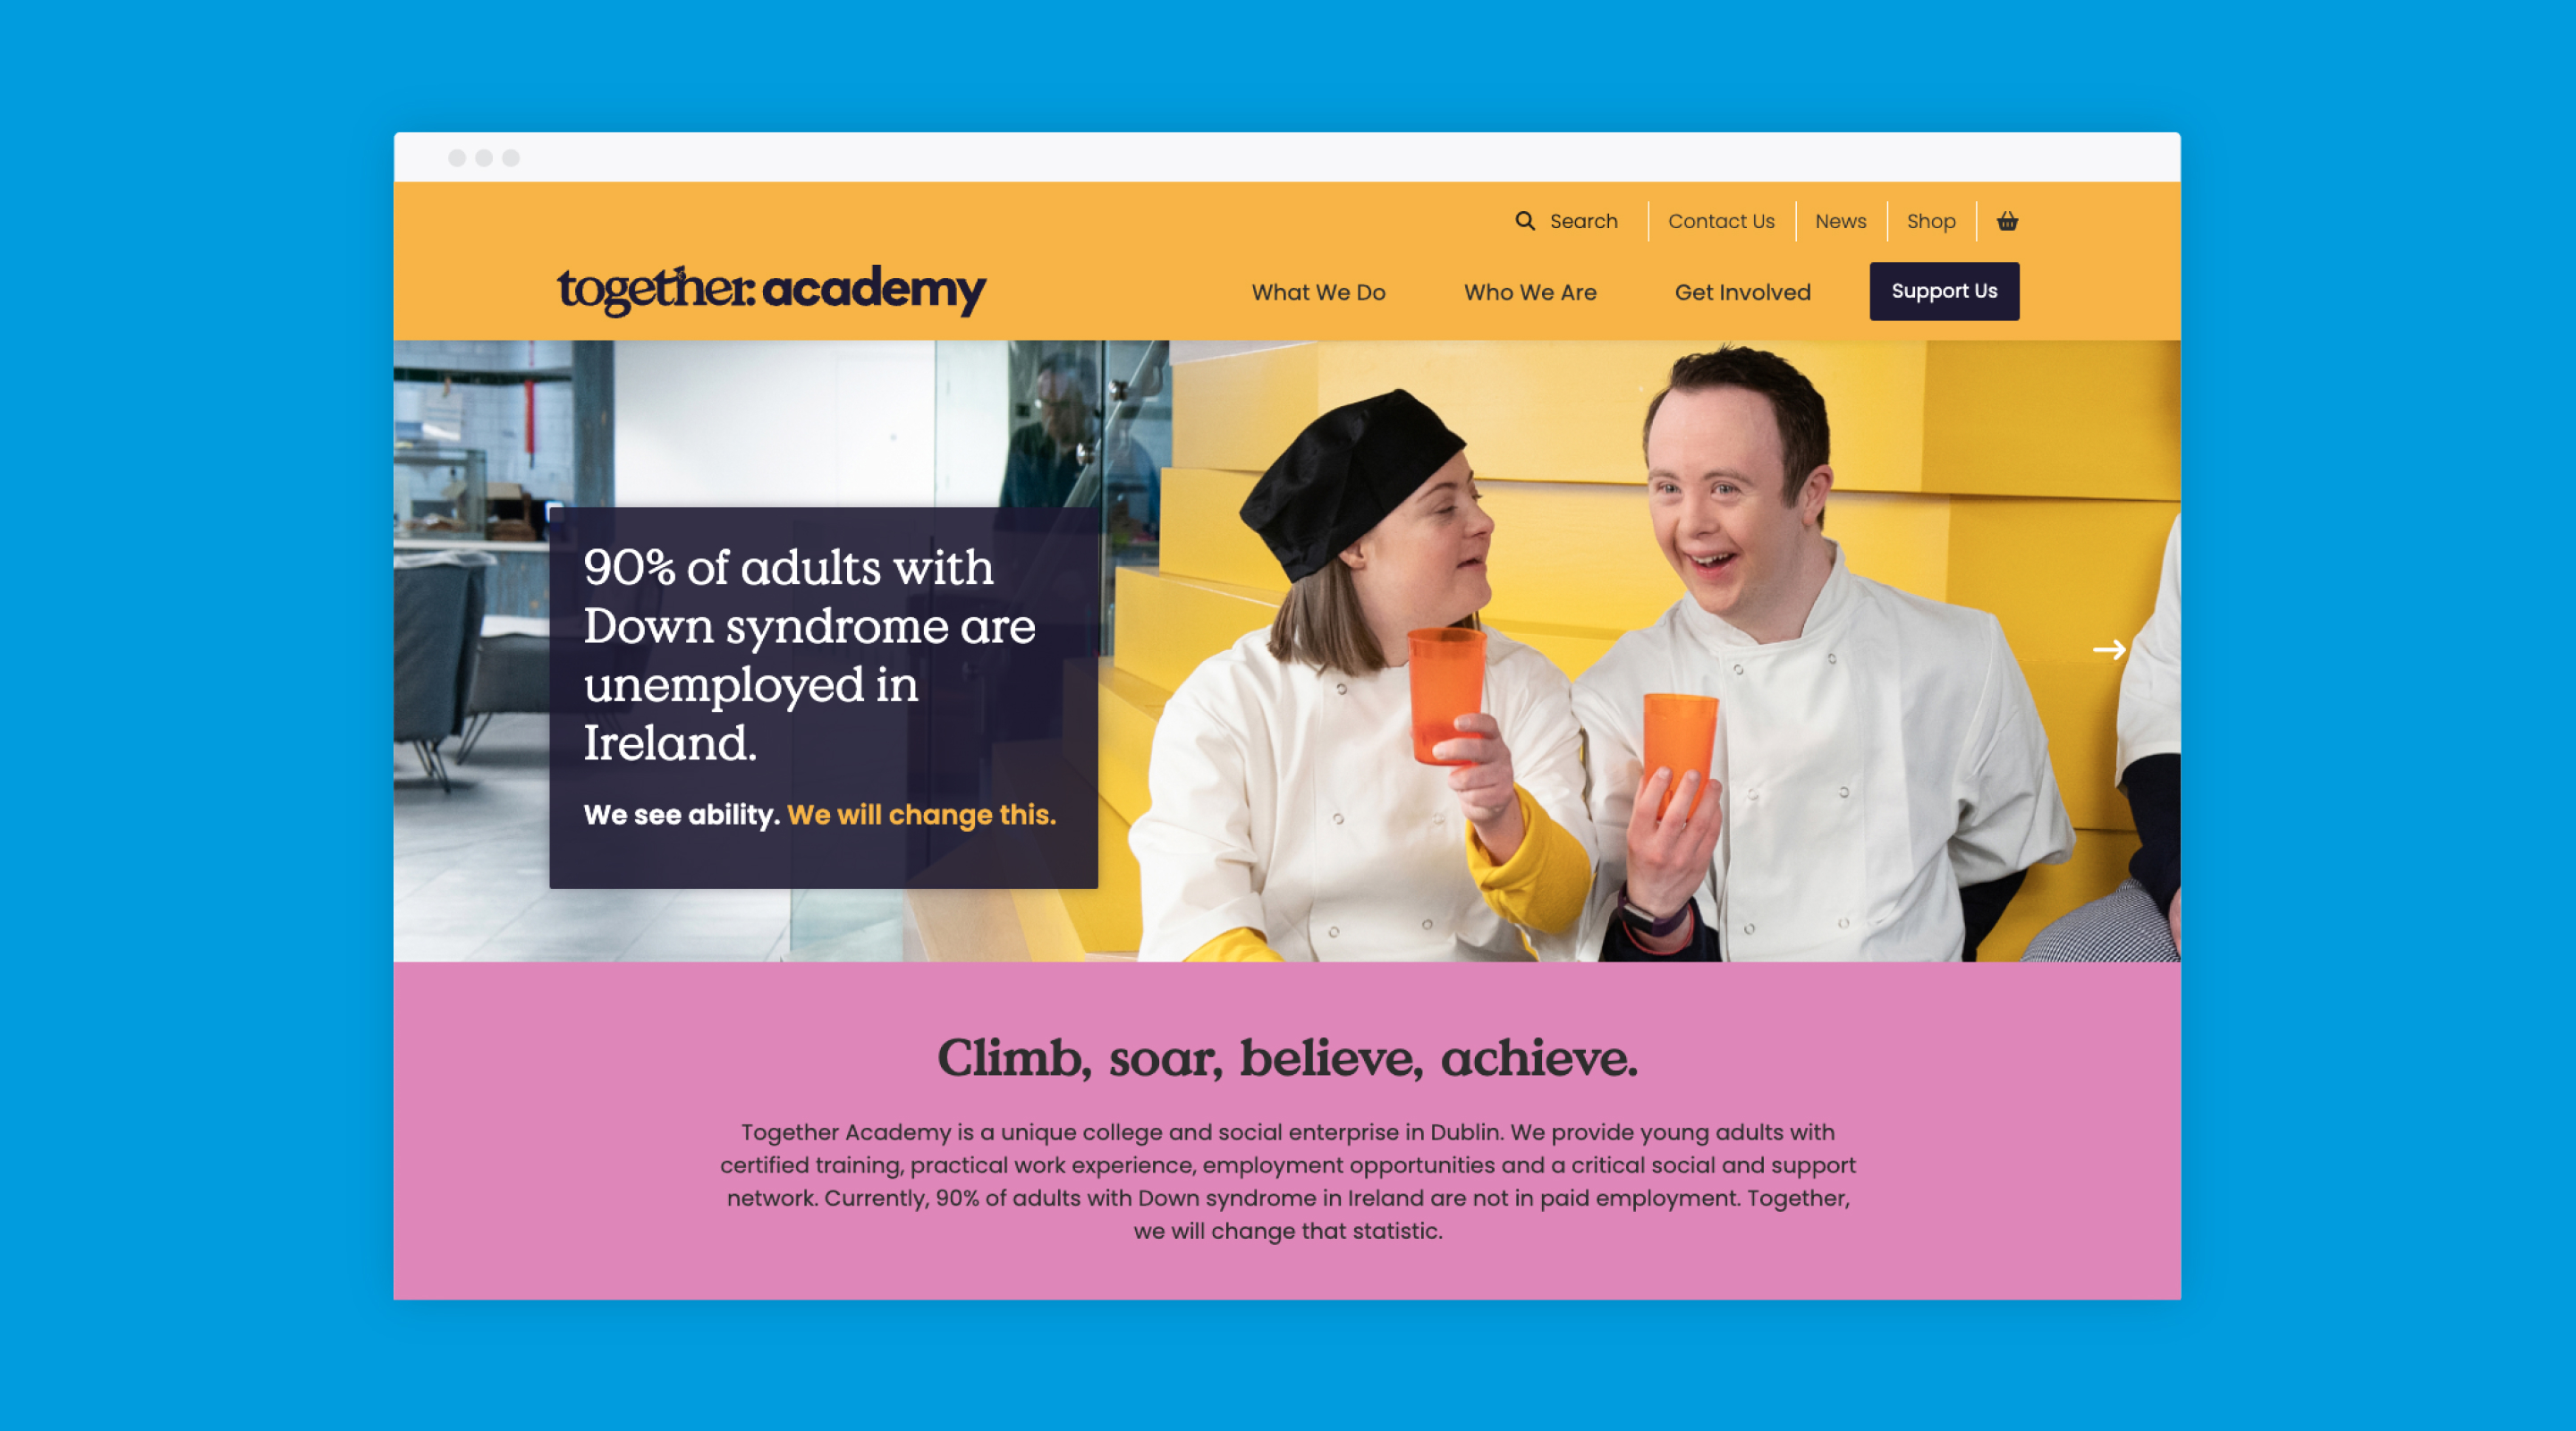 Search
Contact Us
News
Shop
together. academy
What We Do
Who We Are
Get Involved
Support Us
90% of adults with
Down syndrome are
unemployed in
Ireland.
We see ability. We will change this.
Climb, soar, believe, achieve.
Together Academy is a unique college and social enterprise in Dublin. We provide young adults with
certified training, practical work experience, employment opportunities and a critical social and support
network. Currently, 90% of adults with Down syndrome in Ireland are not in paid employment. Together,
we will change that statistic.